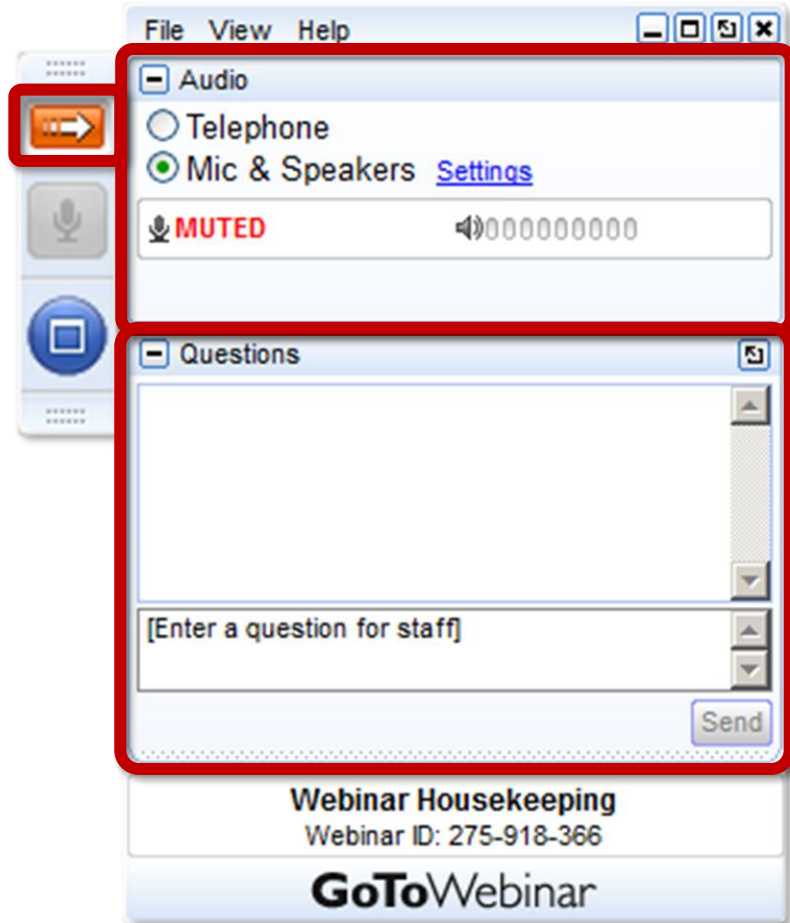 File View Help
Audio
Telephone
Mic & Speakers Settings
MUTED
Questions
[Enter a question for staff]
Send
Webinar Housekeeping
Webinar ID: 275-918-366
GoToWebinar